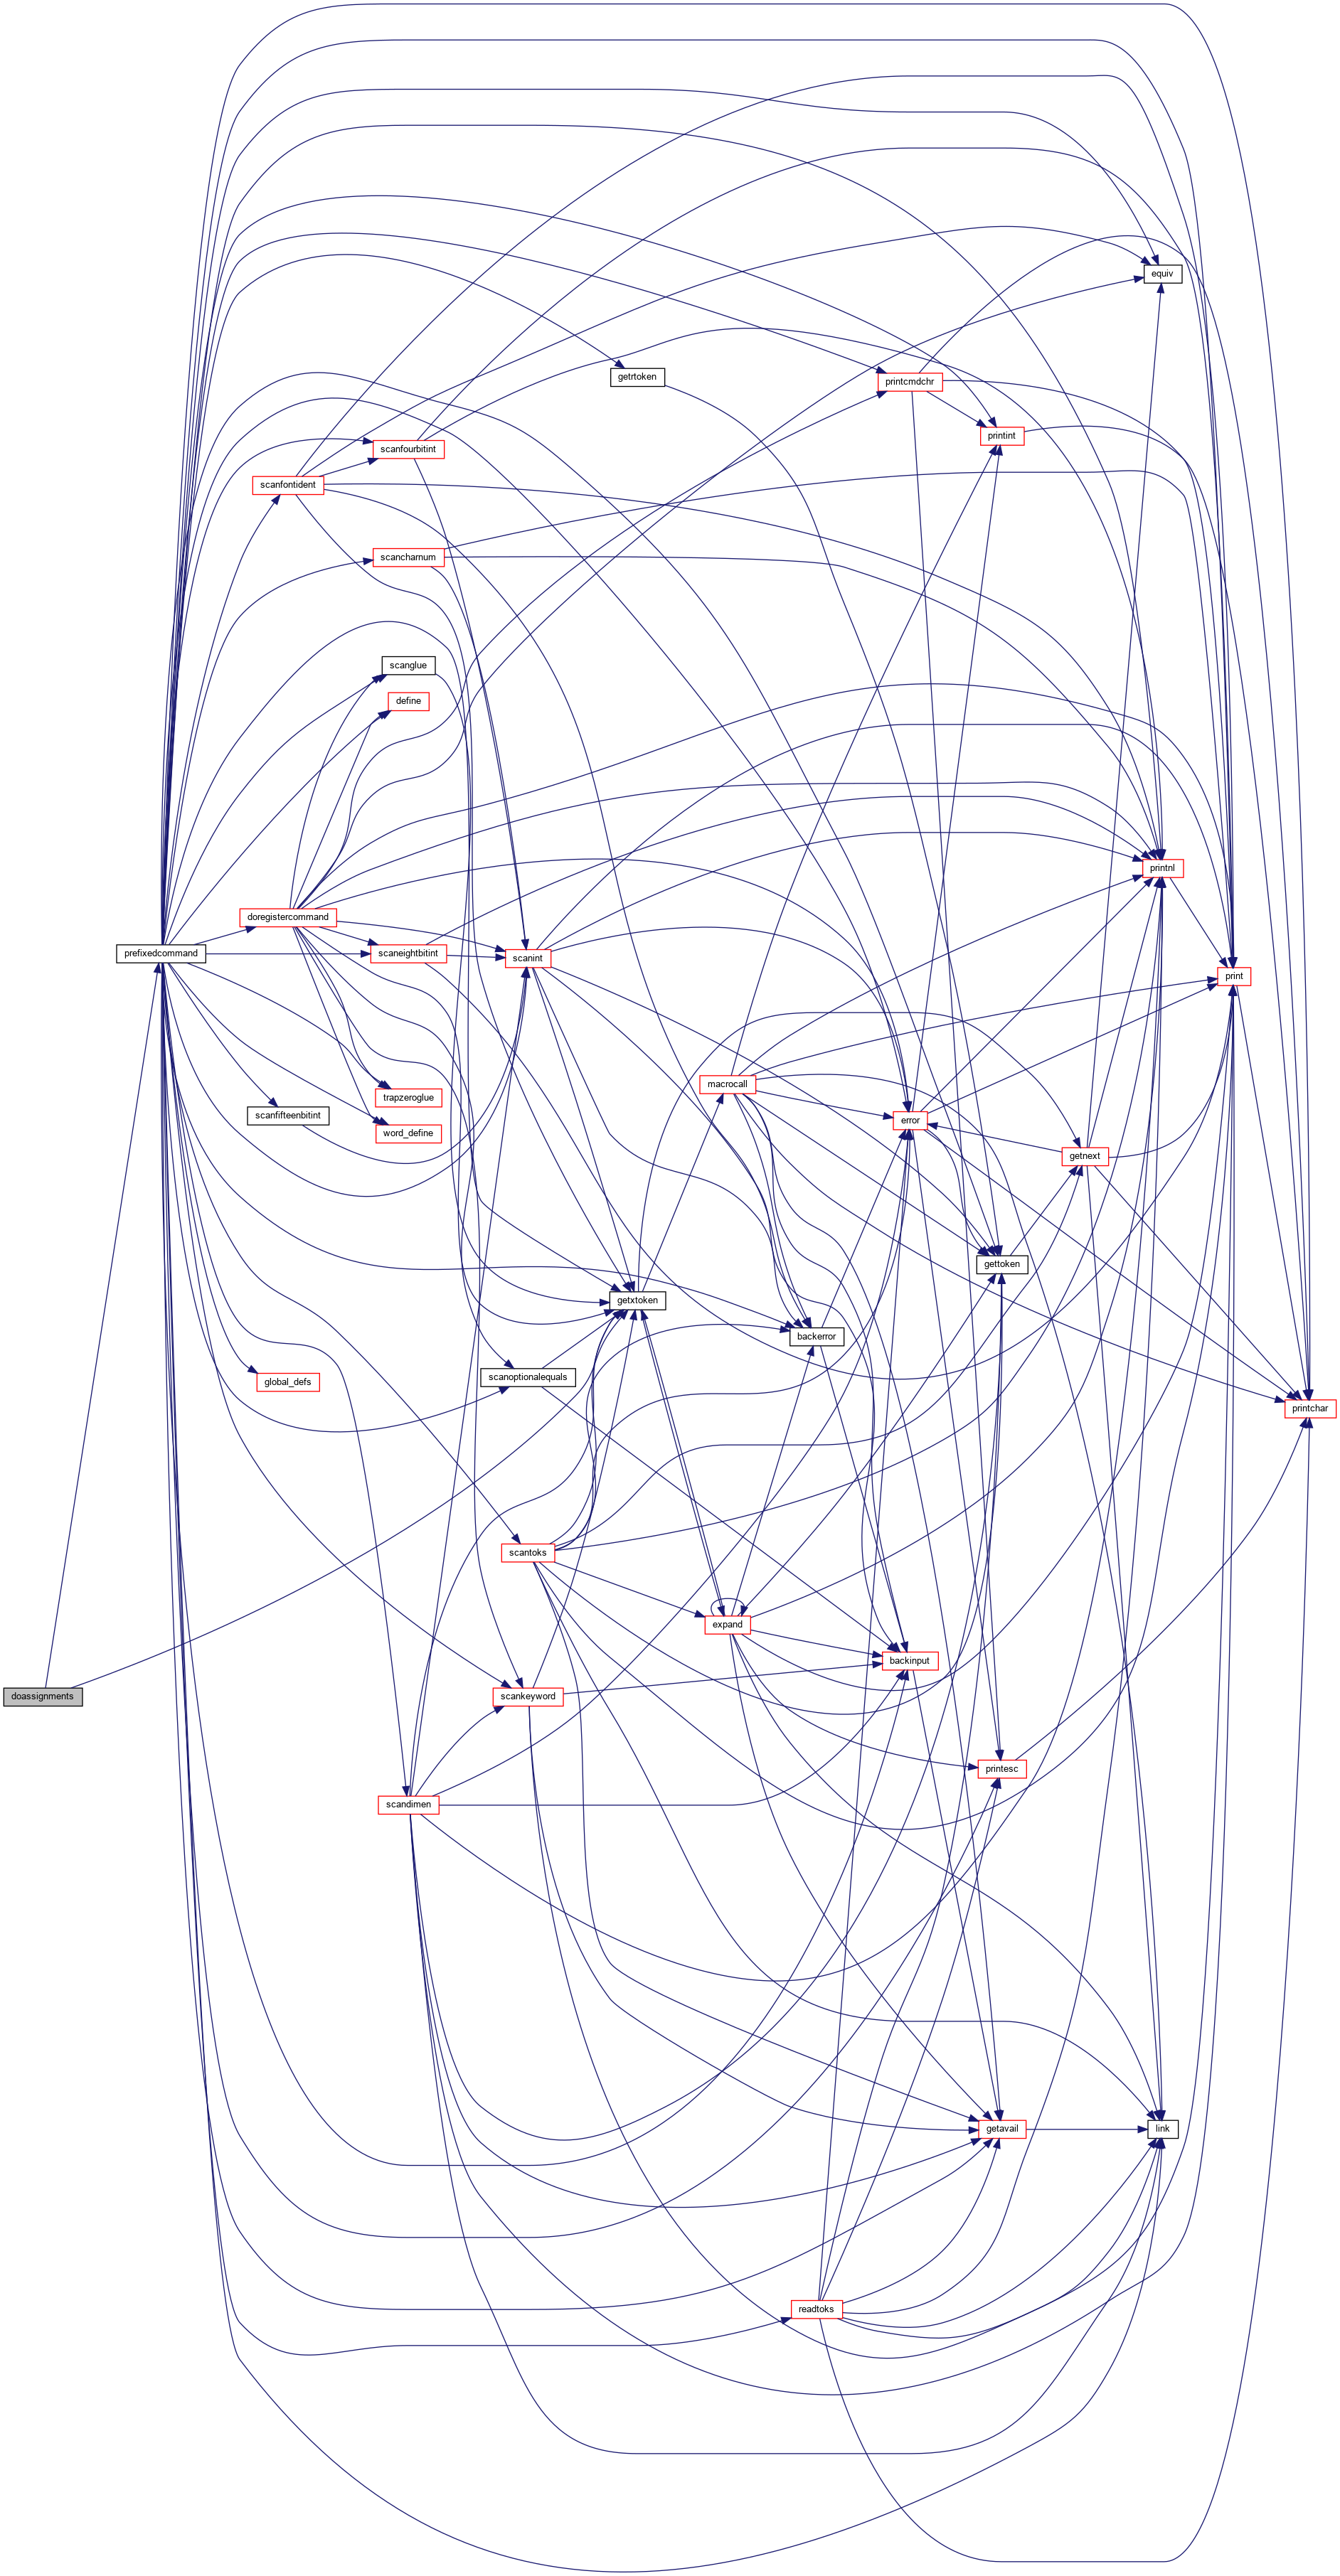 equiv
getrtoken
printcmdchr
printint
scanfourbitint
scanfontident
scancharnum
scanglue
define
printnl
doregistercommand
prefixedcommand
scaneightbitint
scanint
print
macrocall
trapzeroglue
scanfifteenbitint
error
word_define
getnext
gettoken
getxtoken
backerror
scanoptionalequals
global_defs
printchar
scantoks
expand
backinput
doassignments
scankeyword
printesc
scandimen
getavail
link
readtoks